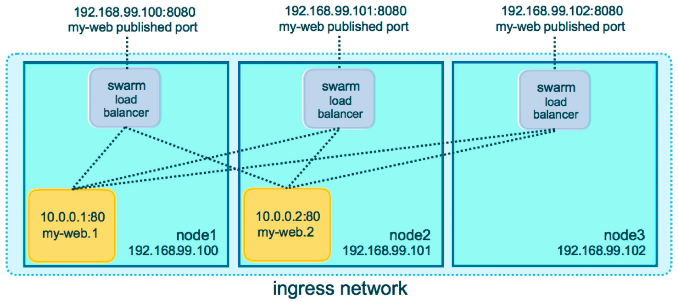 192.168.99.100:8080
my-web published port
192.168.99.101:8080
my-web published port
192.168.99.102:8080
my-web published port
swarm
load
balancer
swarm
load
balancer
swarm
load
balancer
10.0.0.1:80
my-web.1
node1
192.168.99.100
10.0.0.2:80
my-web.2
node2
192.168.99.101
node3
192.168.99.102
ingress network